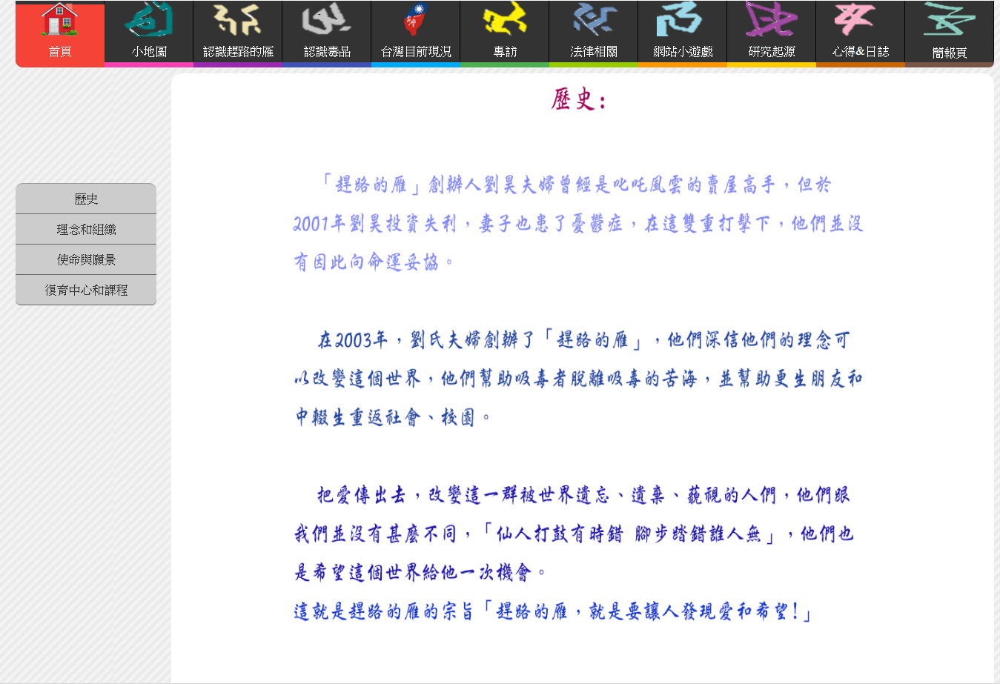 首頁
小地圖
認識趕路的雁
認識毒品
台灣目前現況
專訪
法律相關
網站小遊戲
研究起源
心得&日誌
簡報頁
歷史
理念和組織
使命與願景
復育中心和課程
歷史:
「趕路的雁」創辦人劉昊夫婦曾經是叱吒風雲的賣屋高手，但於
2001年劉昊投資失利，妻子也患了憂鬱症，在這雙重打擊下，他們並沒
有因此向命運妥協。
在2003年，劉氏夫婦創辦了「趕路的雁」，他們深信他們的理念可
以改變這個世界，他們幫助吸毒者脫離吸毒的苦海，並幫助更生朋友和
中輟生重返社會、校園。
把愛傳出去，改變這一群被世界遺忘、遺棄、藐視的人們，他們跟
我們並沒有甚麼不同，「仙人打鼓有時錯 腳步踏錯誰人無」，他們也
是希望這個世界給他一次機會。
這就是趕路的雁的宗旨「趕路的雁，就是要讓人發現愛和希望!」